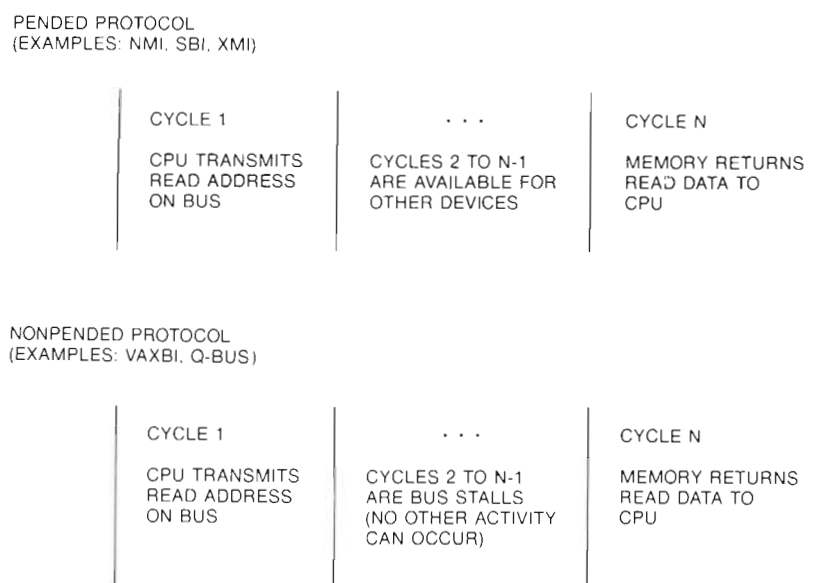 PENDED PROTOCOL
(EXAMPLES: NMI, SBI, XMI)
CYCLE 1
CPU TRANSMITS
READ ADDRESS
ON BUS
. . .
CYCLES 2 TO N-1
ARE AVAILABLE FOR
OTHER DEVICES
CYCLE N
MEMORY RETURNS
READ DATA TO
CPU
NONPENDED PROTOCOL
(EXAMPLES: VAXBI, Q-BUS)
CYCLE 1
CPU TRANSMITS
READ ADDRESS
ON BUS
. . .
CYCLES 2 TO N-1
ARE BUS STALLS
(NO OTHER ACTIVITY
CAN OCCUR)
CYCLE N
MEMORY RETURNS
READ DATA TO
CPU